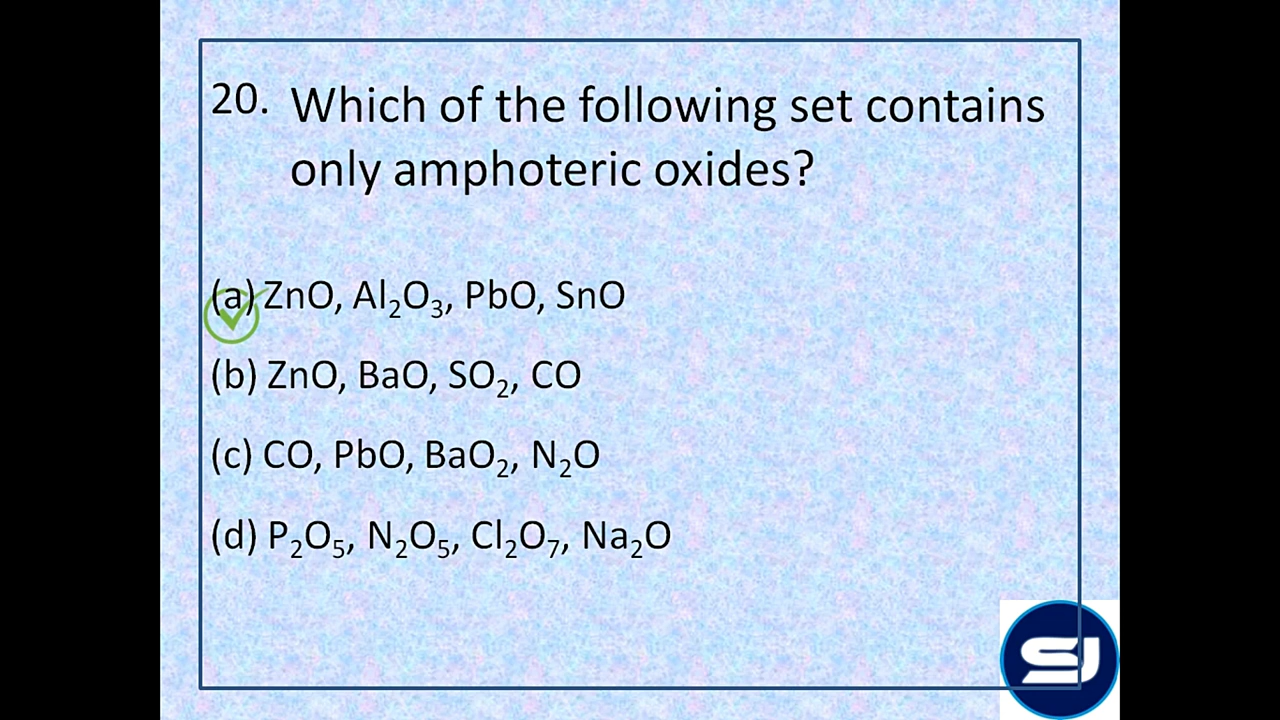 20. Which of the following set contains
only amphoteric oxides?
(a) ZnO, Al₂O₃, PbO, SnO
(b) ZnO, BaO, SO₂, CO
(c) CO, PbO, BaO₂, N₂O
(d) P₂O₅, N₂O₅, Cl₂O₇, Na₂O
SJ